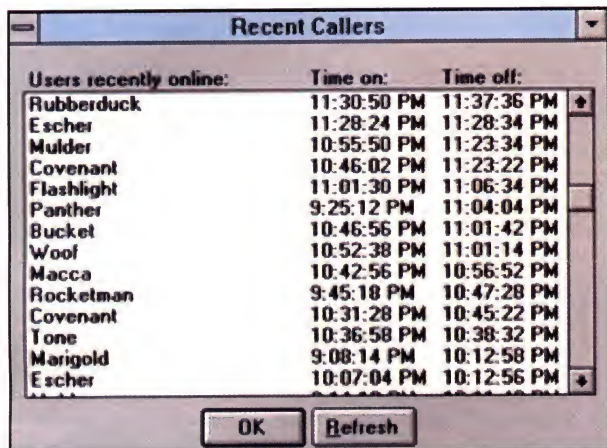 Recent Callers
Users recently online: Time on: Time off:
Rubberduck 11:30:50 PM 11:37:36 PM
Escher 11:28:24 PM 11:28:34 PM
Mulder 10:55:50 PM 11:23:34 PM
Covenant 10:46:02 PM 11:23:22 PM
Flashlight 11:01:30 PM 11:06:34 PM
Panther 9:25:12 PM 11:04:04 PM
Bucket 10:46:56 PM 11:01:42 PM
Woof 10:52:38 PM 11:01:14 PM
Macca 10:42:56 PM 10:56:52 PM
Rocketman 9:45:18 PM 10:47:28 PM
Covenant 10:31:28 PM 10:45:22 PM
Tone 10:36:58 PM 10:38:32 PM
Marigold 9:08:14 PM 10:12:58 PM
Escher 10:07:04 PM 10:12:56 PM
OK Refresh